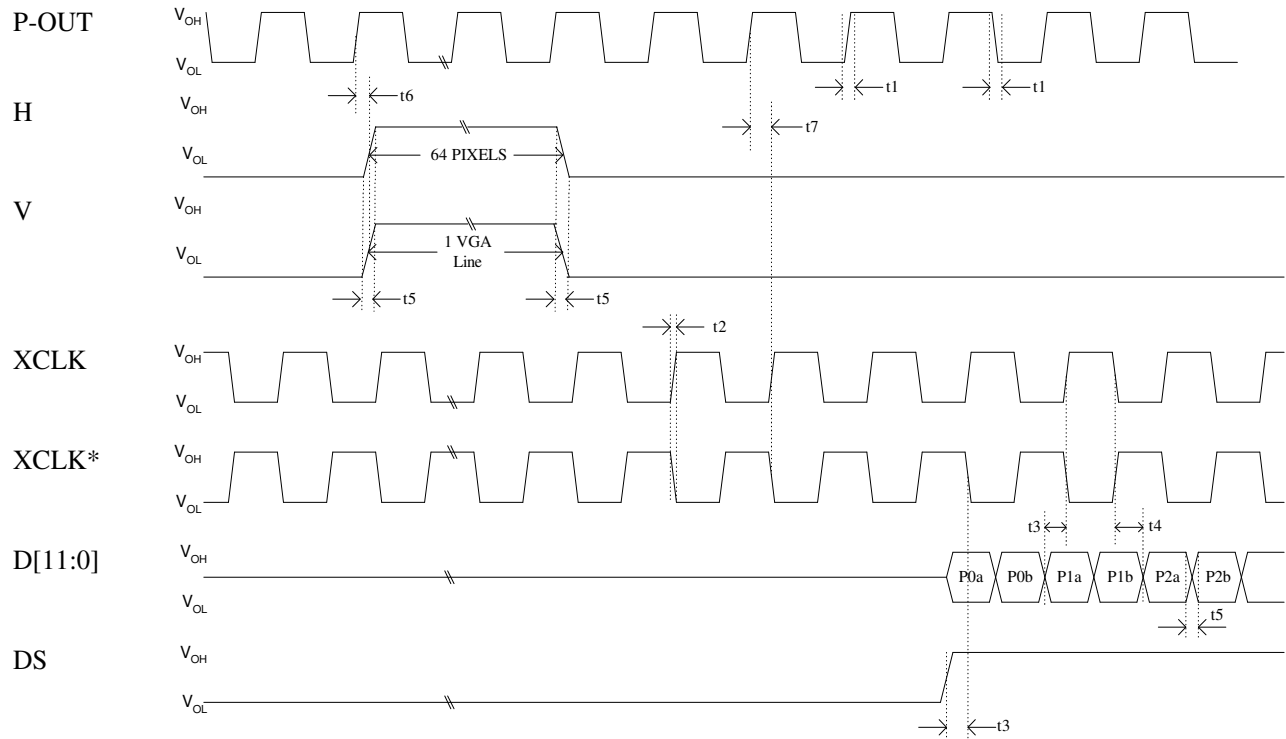 P-OUT
VOH
VOL
t6
t1
t1
H
VOH
VOL
64 PIXELS
t7
V
VOH
VOL
1 VGA
Line
t5
t5
t2
XCLK
VOH
VOL
XCLK*
VOH
VOL
t3
t4
D[11:0]
VOH
VOL
P0a
P0b
P1a
P1b
P2a
P2b
t5
DS
VOH
VOL
t3